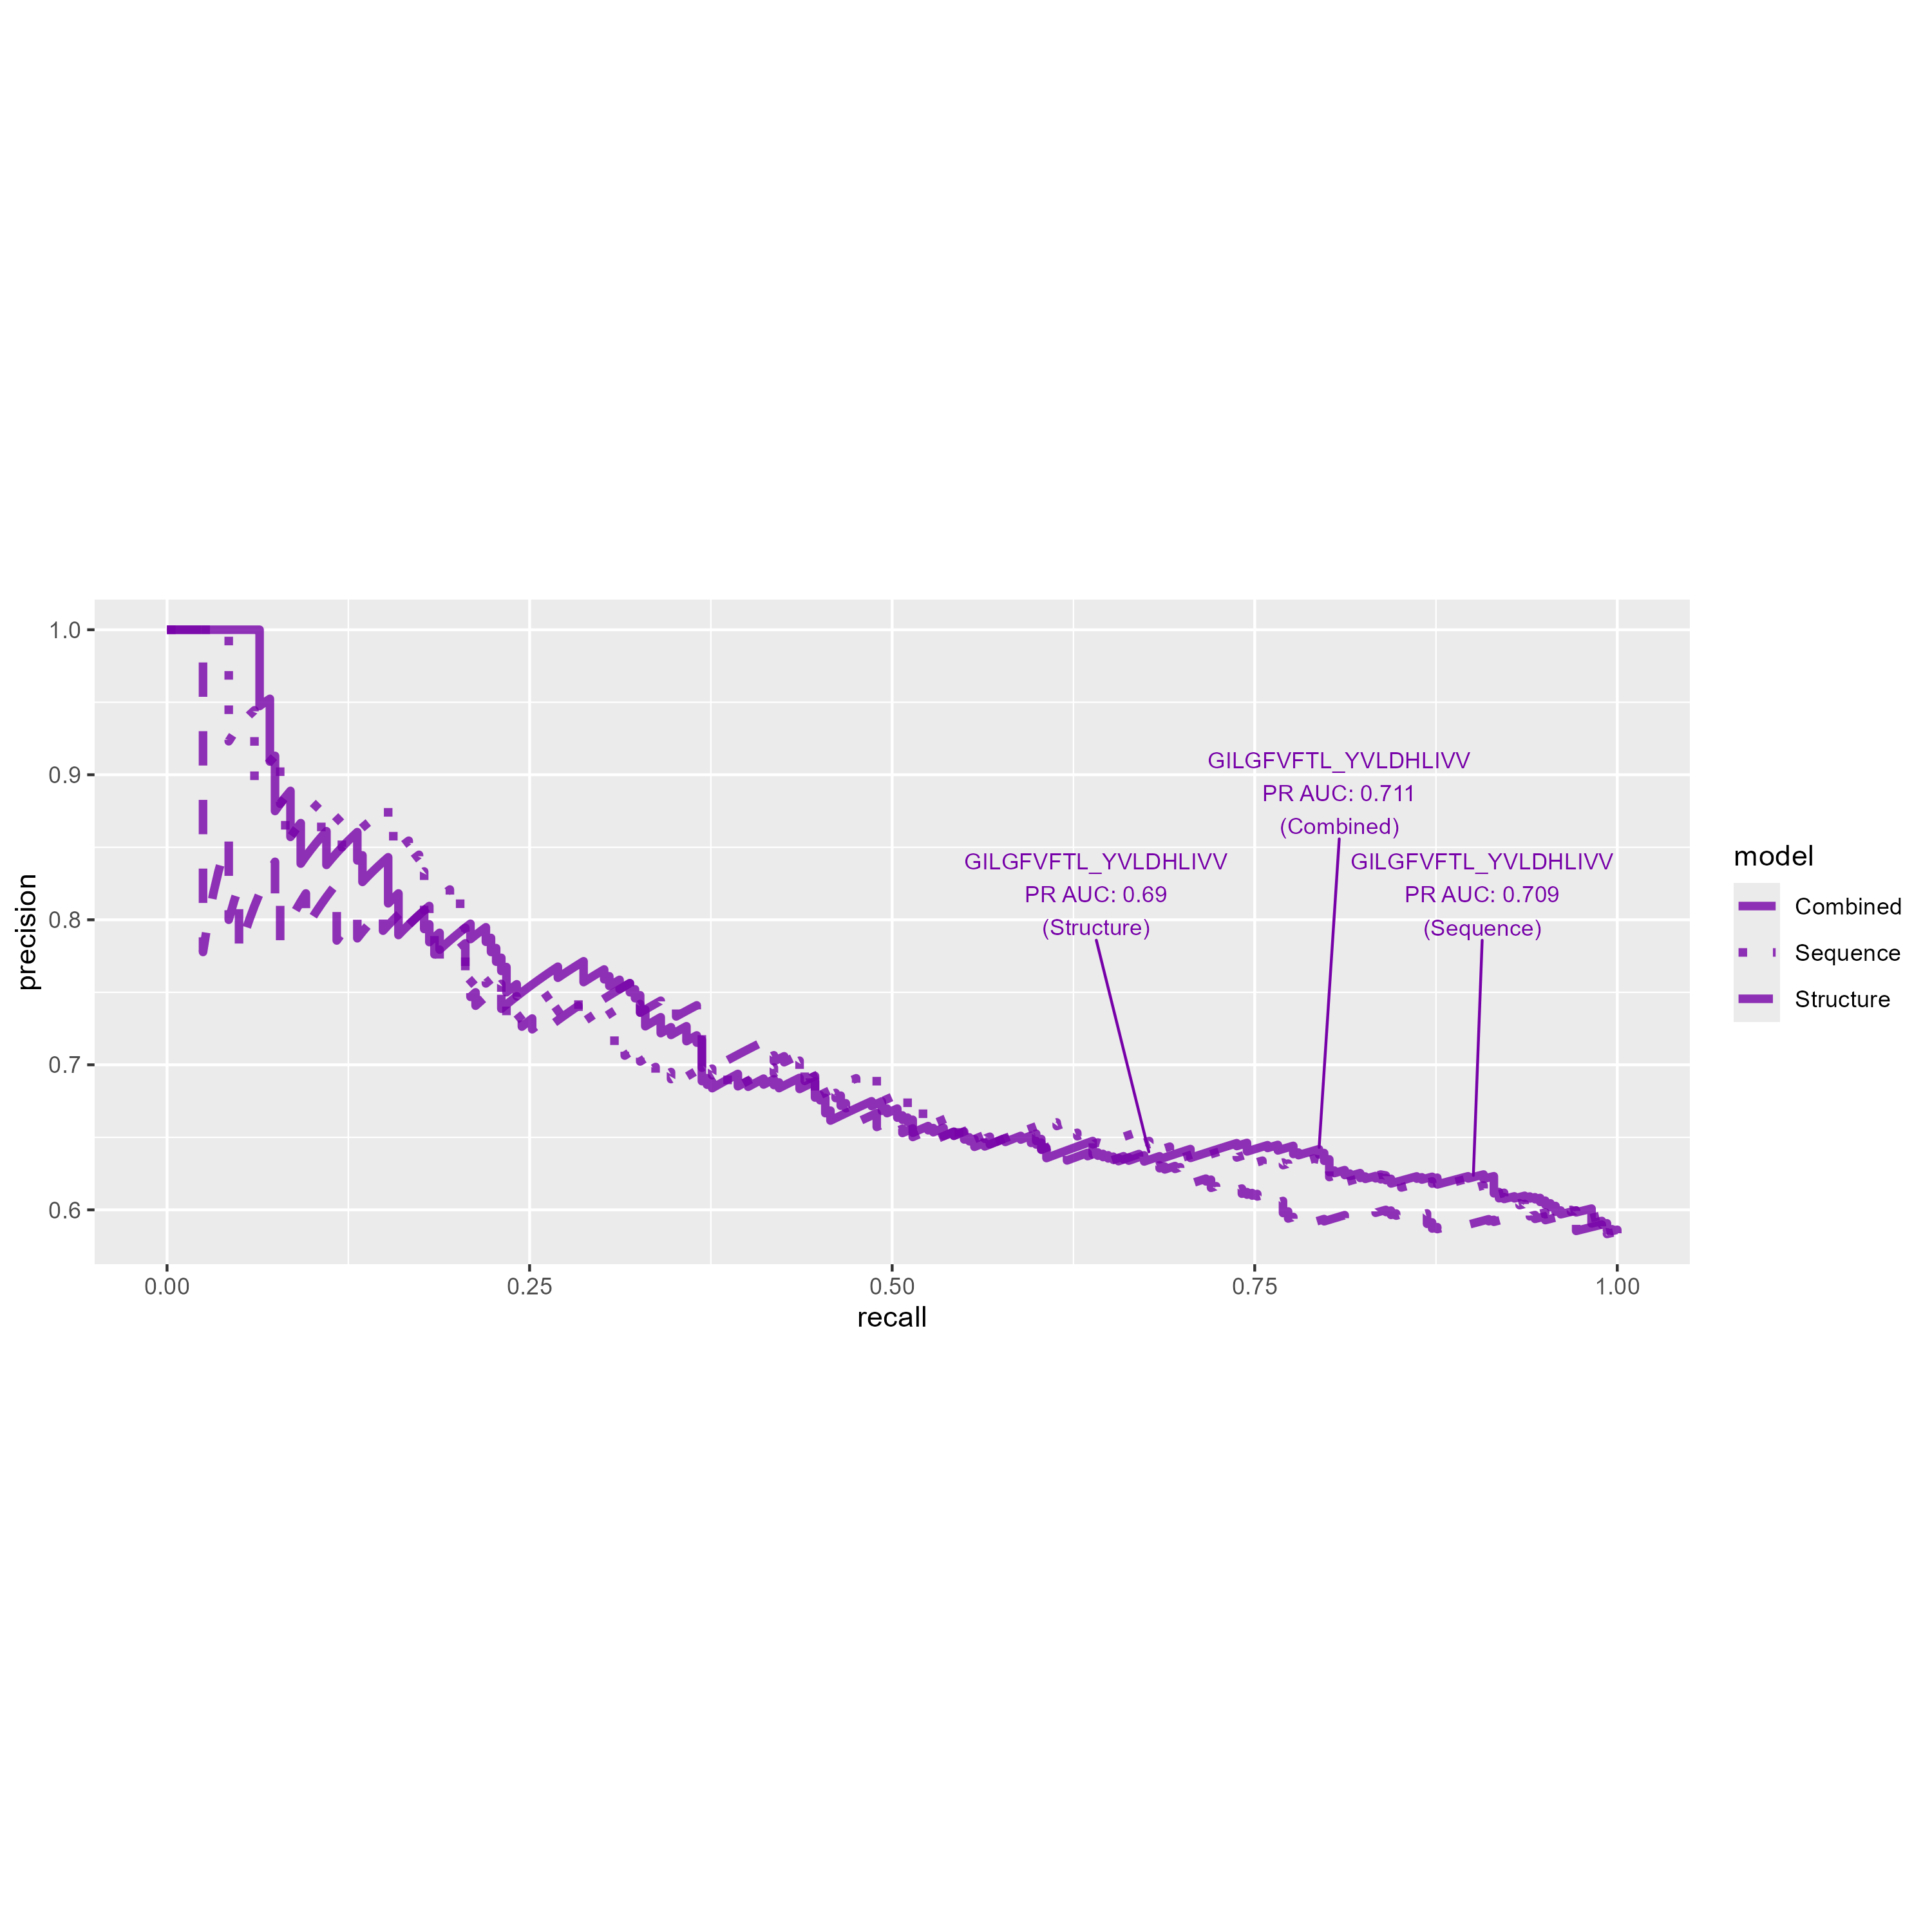 1.0
0.9
0.8
0.7
0.6
precision
GILGFVFTL_YVLDHLIVV
PR AUC: 0.711
(Combined)
GILGFVFTL_YVLDHLIVV
PR AUC: 0.69
(Structure)
GILGFVFTL_YVLDHLIVV
PR AUC: 0.709
(Sequence)
0.00
0.25
0.50
0.75
1.00
recall
model
Combined
Sequence
Structure